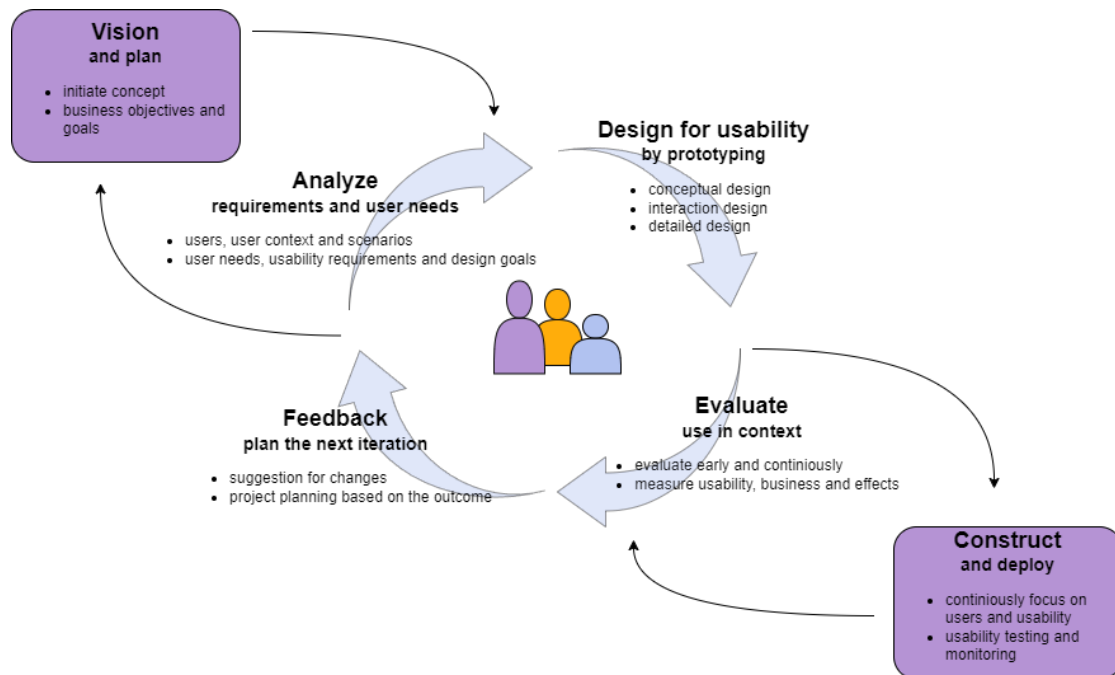 Vision
and plan
• initiate concept
• business objectives and
goals
Design for usability
by prototyping
• conceptual design
• interaction design
• detailed design
Analyze
requirements and user needs
• users, user context and scenarios
• user needs, usability requirements and design goals
Feedback
plan the next iteration
• suggestion for changes
• project planning based on the outcome
Evaluate
use in context
• evaluate early and continiously
• measure usability, business and effects
Construct
and deploy
• continiously focus on
users and usability
• usability testing and
monitoring